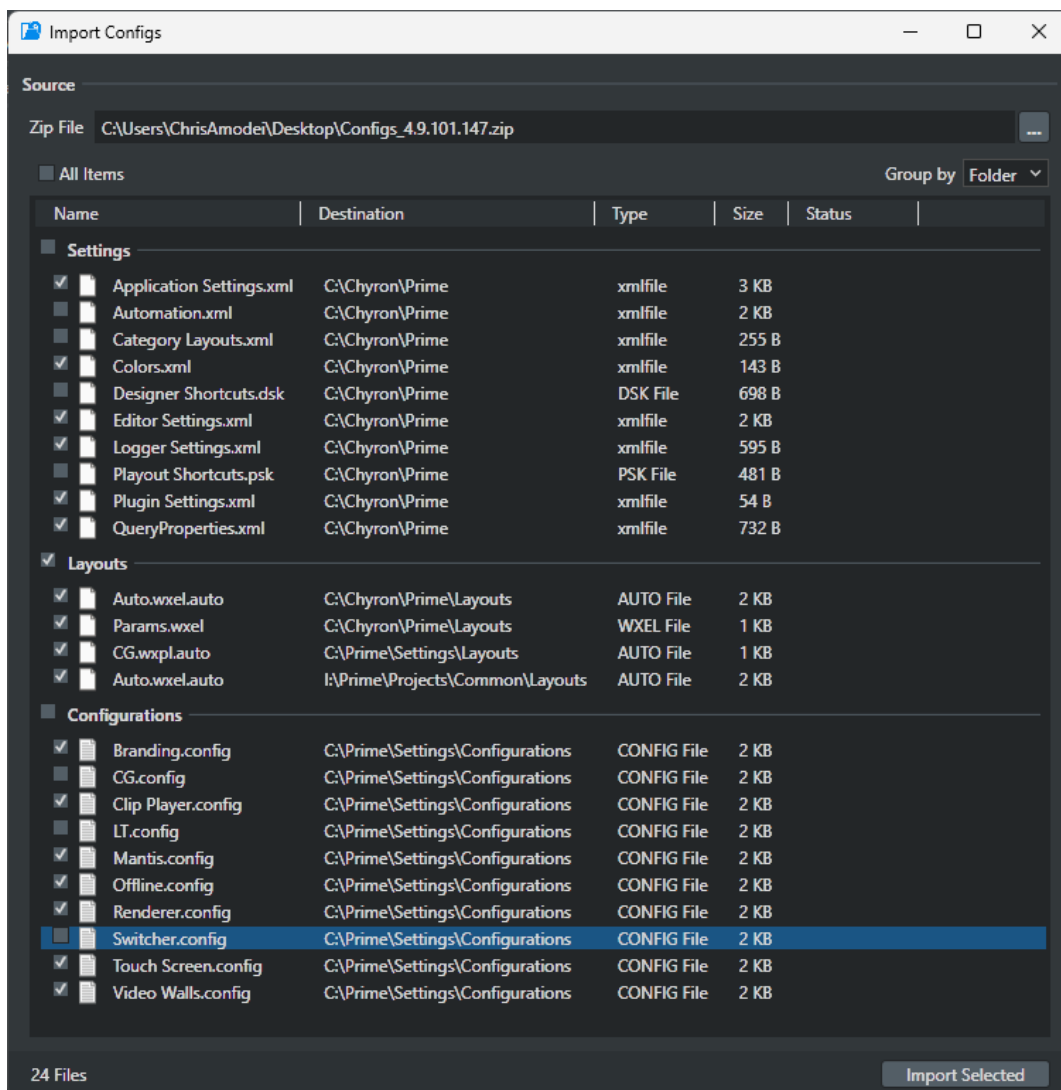 Import Configs
Source
Zip File C:\Users\ChrisAmodei\Desktop\Configs_4.9.101.147.zip ...
All Items Group by Folder
Name Destination Type Size Status
Settings
Application Settings.xml C:\Chyron\Prime xmlfile 3 KB
Automation.xml C:\Chyron\Prime xmlfile 2 KB
Category Layouts.xml C:\Chyron\Prime xmlfile 255 B
Colors.xml C:\Chyron\Prime xmlfile 143 B
Designer Shortcuts.dsk C:\Chyron\Prime DSK File 698 B
Editor Settings.xml C:\Chyron\Prime xmlfile 2 KB
Logger Settings.xml C:\Chyron\Prime xmlfile 595 B
Playout Shortcuts.psk C:\Chyron\Prime PSK File 481 B
Plugin Settings.xml C:\Chyron\Prime xmlfile 54 B
QueryProperties.xml C:\Chyron\Prime xmlfile 732 B
Layouts
Auto.wxel.auto C:\Chyron\Prime\Layouts AUTO File 2 KB
Params.wxel C:\Chyron\Prime\Layouts WXEL File 1 KB
CG.wxpl.auto C:\Prime\Settings\Layouts AUTO File 1 KB
Auto.wxel.auto I:\Prime\Projects\Common\Layouts AUTO File 2 KB
Configurations
Branding.config C:\Prime\Settings\Configurations CONFIG File 2 KB
CG.config C:\Prime\Settings\Configurations CONFIG File 2 KB
Clip Player.config C:\Prime\Settings\Configurations CONFIG File 2 KB
LT.config C:\Prime\Settings\Configurations CONFIG File 2 KB
Mantis.config C:\Prime\Settings\Configurations CONFIG File 2 KB
Offline.config C:\Prime\Settings\Configurations CONFIG File 2 KB
Renderer.config C:\Prime\Settings\Configurations CONFIG File 2 KB
Switcher.config C:\Prime\Settings\Configurations CONFIG File 2 KB
Touch Screen.config C:\Prime\Settings\Configurations CONFIG File 2 KB
Video Walls.config C:\Prime\Settings\Configurations CONFIG File 2 KB
24 Files Import Selected